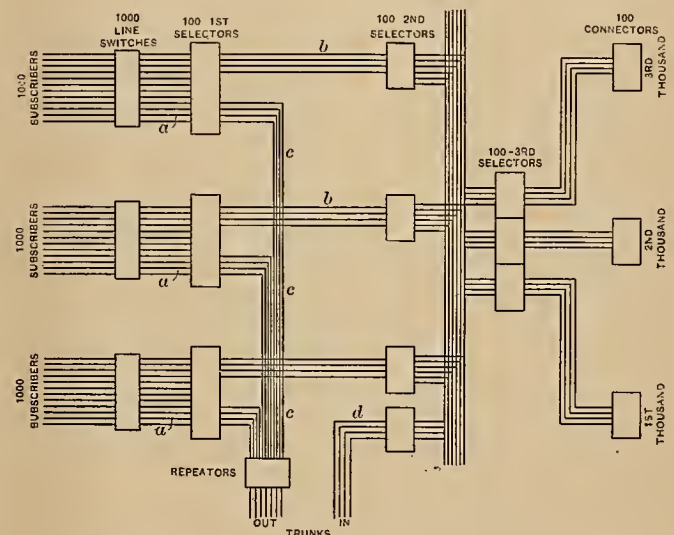 1000
LINE
SWITCHES
100 1ST
SELECTORS
100 2ND
SELECTORS
100
CONNECTORS
b
1000
SUBSCRIBERS
a
c
3RD
THOUSAND
100-3RD
SELECTORS
b
1000
SUBSCRIBERS
a
c
2ND
THOUSAND
1000
SUBSCRIBERS
a
c
d
1ST
THOUSAND
REPEATORS
OUT
IN
TRUNKS